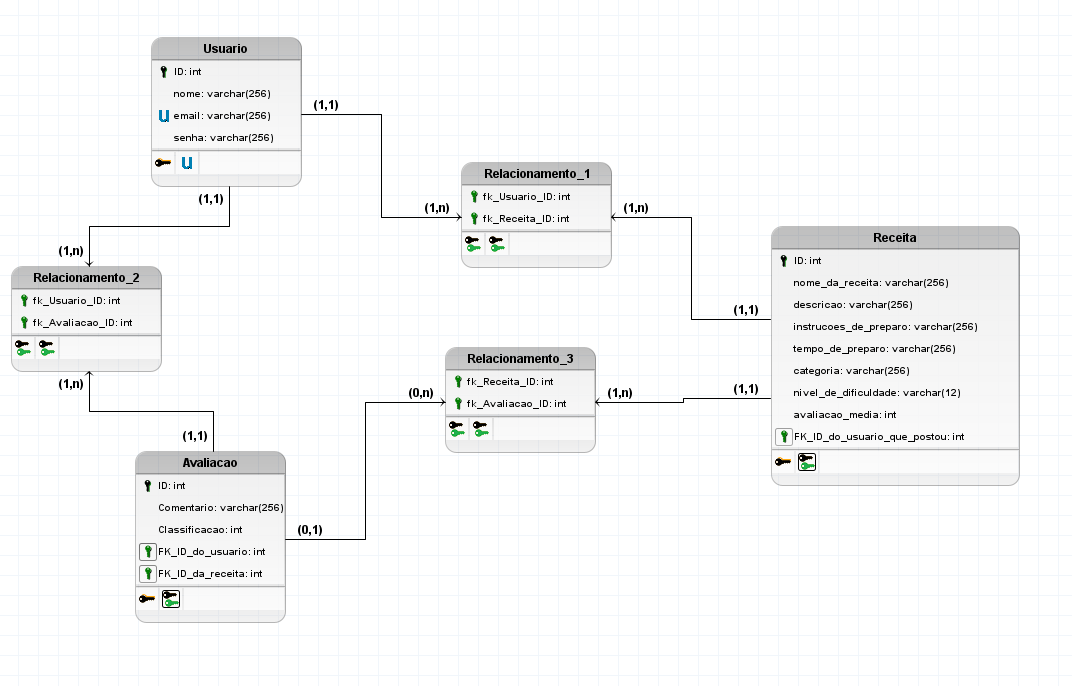 Usuario
ID: int
nome: varchar(256)
u email: varchar(256)
senha: varchar(256)
u
(1,1)
(1,1)
(1,n)
Relacionamento_1
fk_Usuario_ID: int
fk_Receita_ID: int
(1,n)
(1,n)
Relacionamento_2
fk_Usuario_ID: int
fk_Avaliacao_ID: int
(1,n)
(1,1)
Receita
ID: int
nome_da_receita: varchar(256)
descricao: varchar(256)
instrucoes_de_preparo: varchar(256)
tempo_de_preparo: varchar(256)
categoria: varchar(256)
nivel_de_dificuldade: varchar(12)
avaliacao_media: int
FK_ID_do_usuario_que_postou: int
(1,1)
(1,1)
Relacionamento_3
fk_Receita_ID: int
fk_Avaliacao_ID: int
(0,n)
(1,n)
Avaliacao
ID: int
Comentario: varchar(256)
Classificacao: int
FK_ID_do_usuario: int
FK_ID_da_receita: int
(0,1)